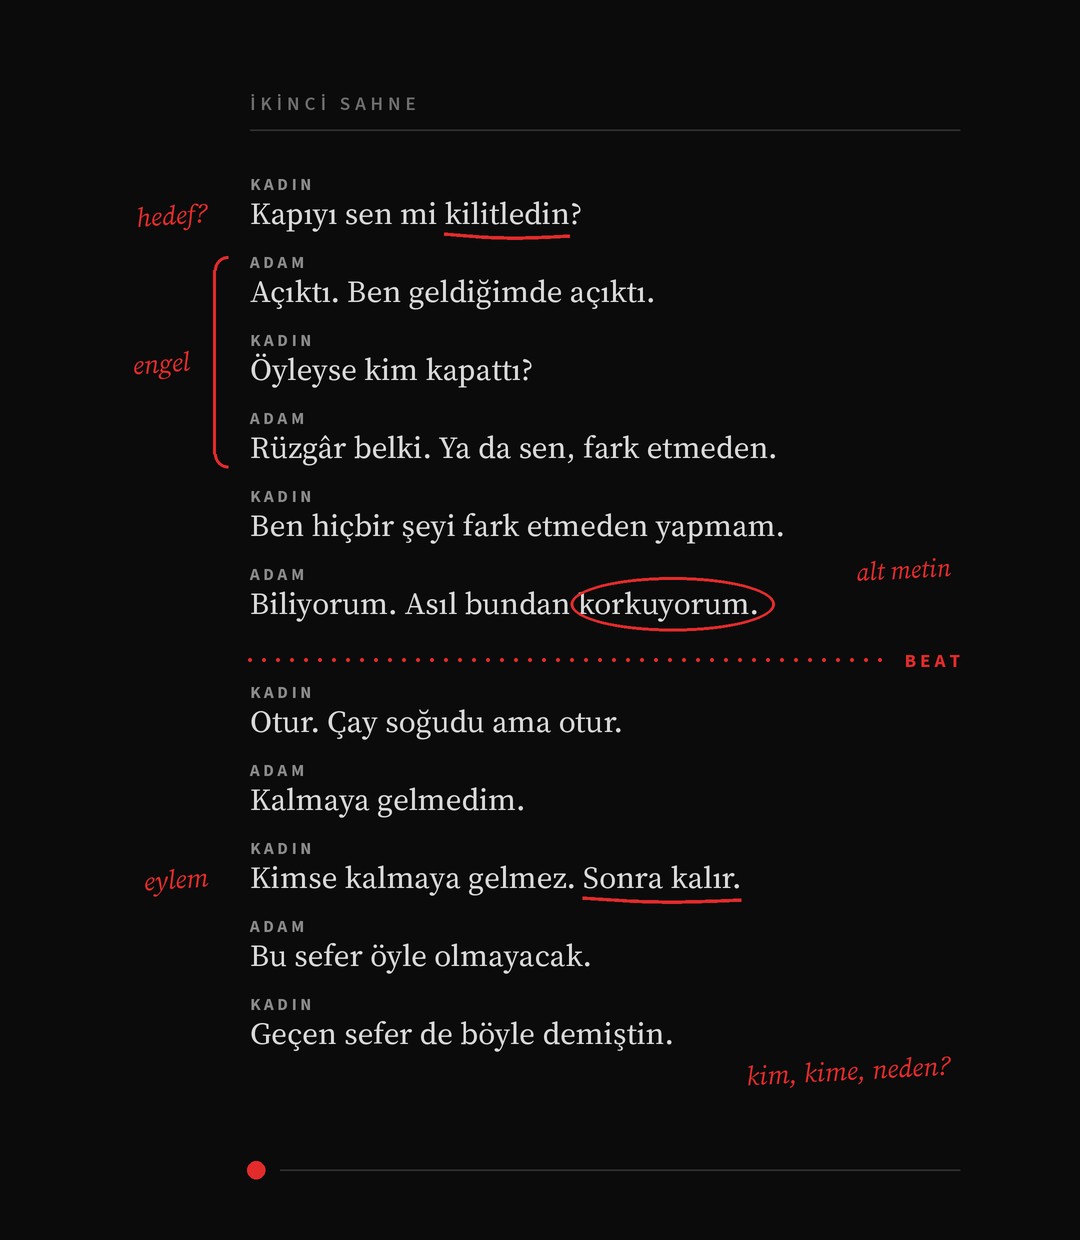 İKİNCİ SAHNE
KADIN
hedef?
Kapıyı sen mi kilitledin?
ADAM
Açıktı. Ben geldiğimde açıktı.
KADIN
engel
Öyleyse kim kapattı?
ADAM
Rüzgâr belki. Ya da sen, fark etmeden.
KADIN
Ben hiçbir şeyi fark etmeden yapmam.
alt metin
ADAM
Biliyorum. Asıl bundan korkuyorum.
BEAT
KADIN
Otur. Çay soğudu ama otur.
ADAM
Kalmaya gelmedim.
KADIN
eylem
Kimse kalmaya gelmez. Sonra kalır.
ADAM
Bu sefer öyle olmayacak.
KADIN
Geçen sefer de böyle demiştin.
kim, kime, neden?